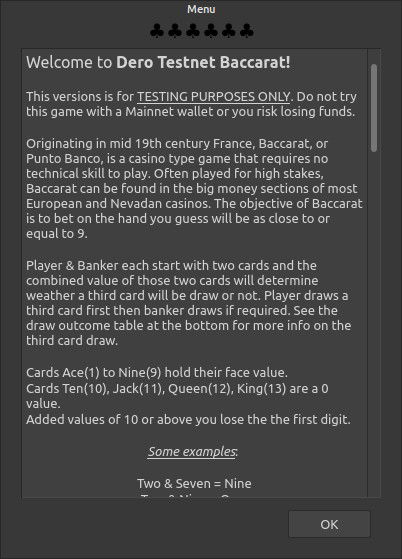 Menu
♣♣♣♣♣♣
Welcome to Dero Testnet Baccarat!
This versions is for TESTING PURPOSES ONLY. Do not try
this game with a Mainnet wallet or you risk losing funds.
Originating in mid 19th century France, Baccarat, or
Punto Banco, is a casino type game that requires no
technical skill to play. Often played for high stakes,
Baccarat can be found in the big money sections of most
European and Nevadan casinos. The objective of Baccarat
is to bet on the hand you guess will be as close to or
equal to 9.
Player & Banker each start with two cards and the
combined value of those two cards will determine
weather a third card will be draw or not. Player draws a
third card first then banker draws if required. See the
draw outcome table at the bottom for more info on the
third card draw.
Cards Ace(1) to Nine(9) hold their face value.
Cards Ten(10), Jack(11), Queen(12), King(13) are a 0
value.
Added values of 10 or above you lose the the first digit.
Some examples:
Two & Seven = Nine
OK